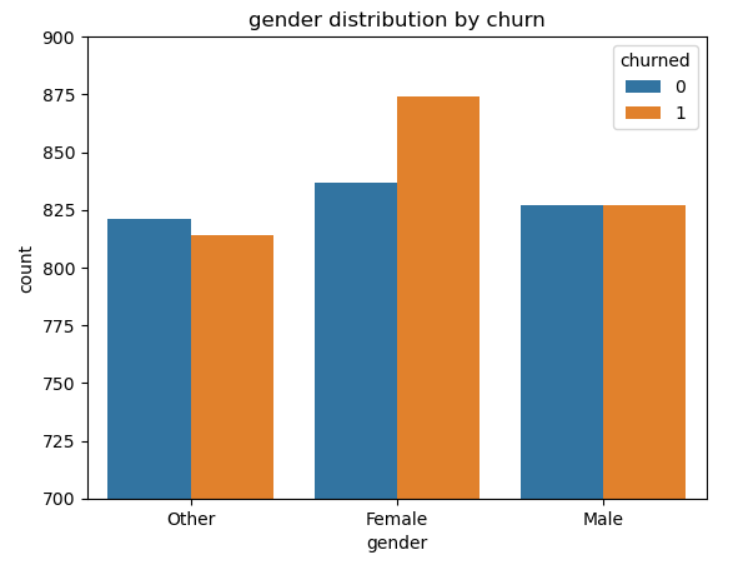 gender distribution by churn
churned
0
1
count
900
875
850
825
800
775
750
725
700
Other Female Male
gender